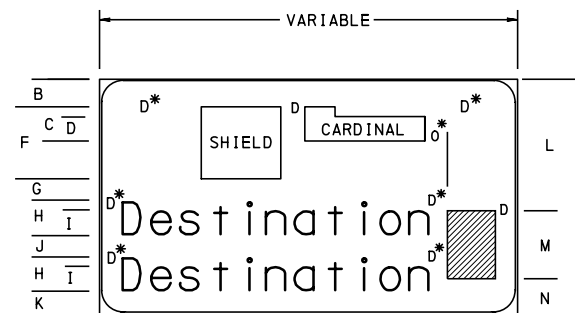 VARIABLE
B
D* D*
C D
F
D
SHIELD
CARDINAL
O*
L
G
D* D*
H I
Destination
D
J
M
D* D*
H I
Destination
K
N